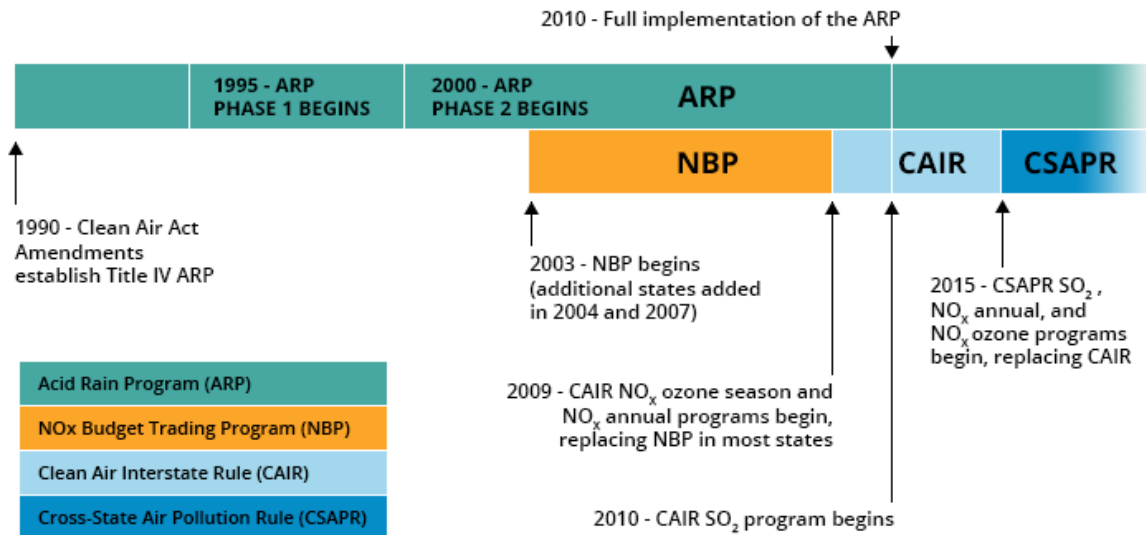 2010 - Full implementation of the ARP
1995 - ARP
PHASE 1 BEGINS
2000 - ARP
PHASE 2 BEGINS
ARP
NBP
CAIR
CSAPR
1990 - Clean Air Act
Amendments
establish Title IV ARP
2003 - NBP begins
(additional states added
in 2004 and 2007)
2015 - CSAPR SO₂ ,
NOₓ annual, and
NOₓ ozone programs
begin, replacing CAIR
2009 - CAIR NOₓ ozone season and
NOₓ annual programs begin,
replacing NBP in most states
2010 - CAIR SO₂ program begins
Acid Rain Program (ARP)
NOx Budget Trading Program (NBP)
Clean Air Interstate Rule (CAIR)
Cross-State Air Pollution Rule (CSAPR)